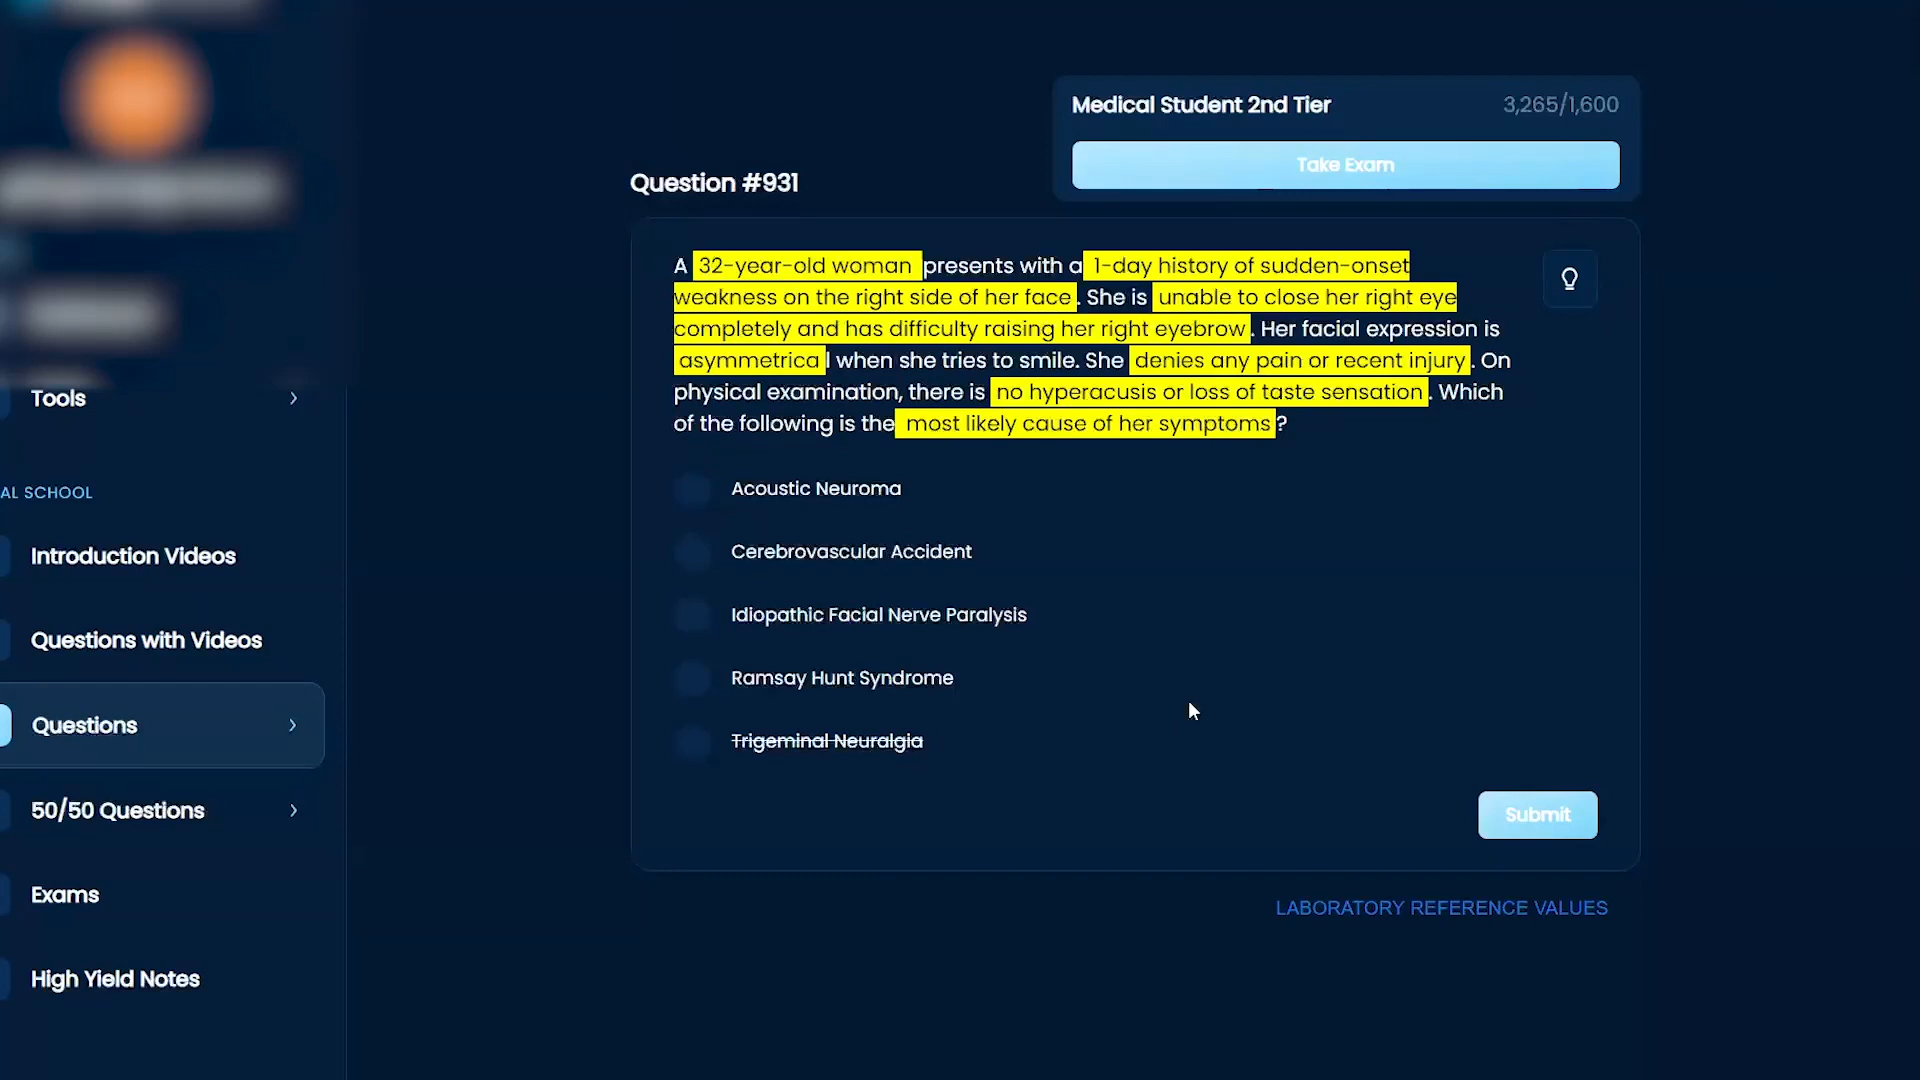 Medical Student 2nd Tier
3,265/1,600
Take Exam
Question #931
A 32-year-old woman presents with a 1-day history of sudden-onset
weakness on the right side of her face. She is unable to close her right eye
completely and has difficulty raising her right eyebrow. Her facial expression is
asymmetrical when she tries to smile. She denies any pain or recent injury. On
physical examination, there is no hyperacusis or loss of taste sensation. Which
of the following is the most likely cause of her symptoms?
Acoustic Neuroma
Cerebrovascular Accident
Idiopathic Facial Nerve Paralysis
Ramsay Hunt Syndrome
Trigeminal Neuralgia
Submit
LABORATORY REFERENCE VALUES
Tools
AL SCHOOL
Introduction Videos
Questions with Videos
Questions
50/50 Questions
Exams
High Yield Notes